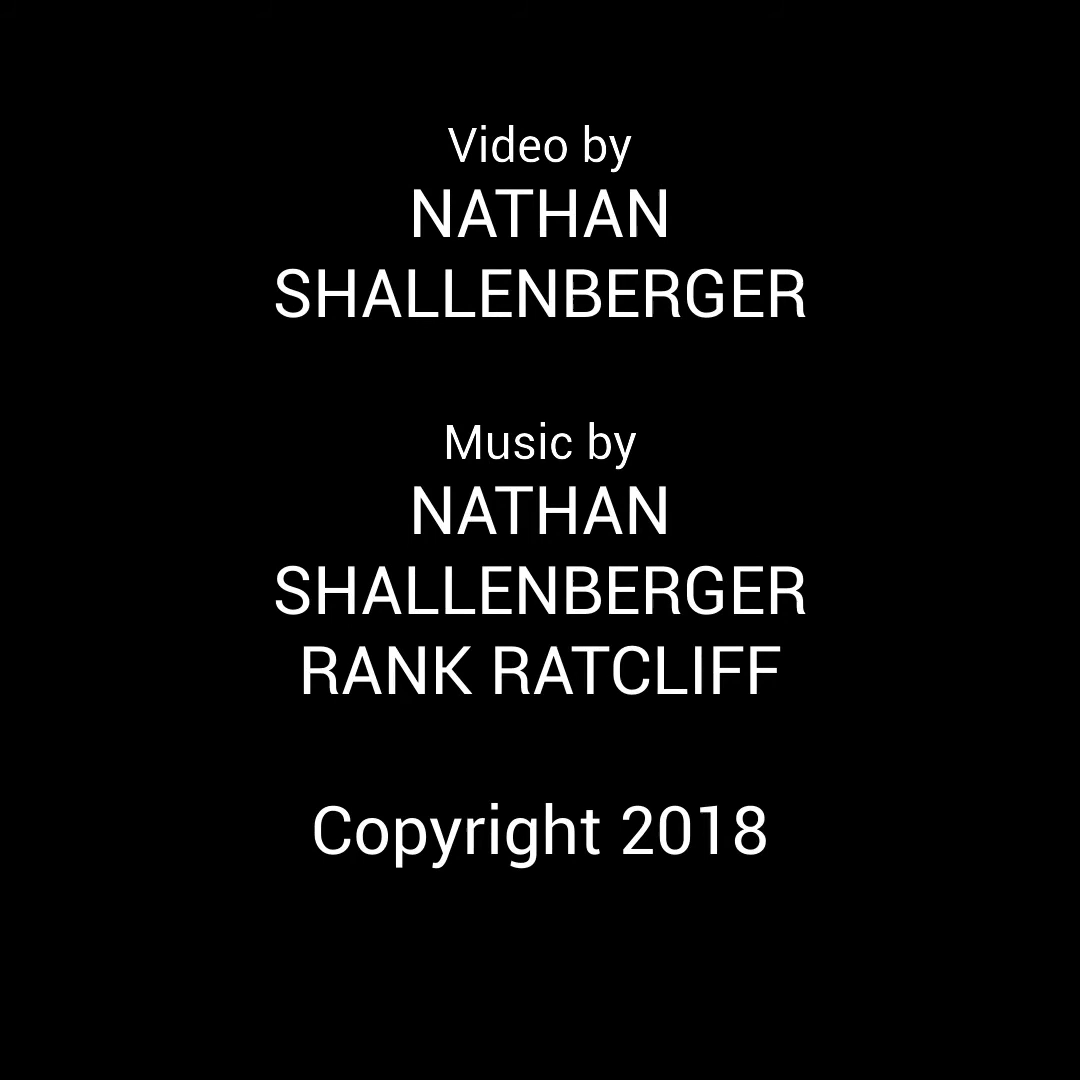 Video by
NATHAN
SHALLENBERGER
Music by
NATHAN
SHALLENBERGER
RANK RATCLIFF
Copyright 2018